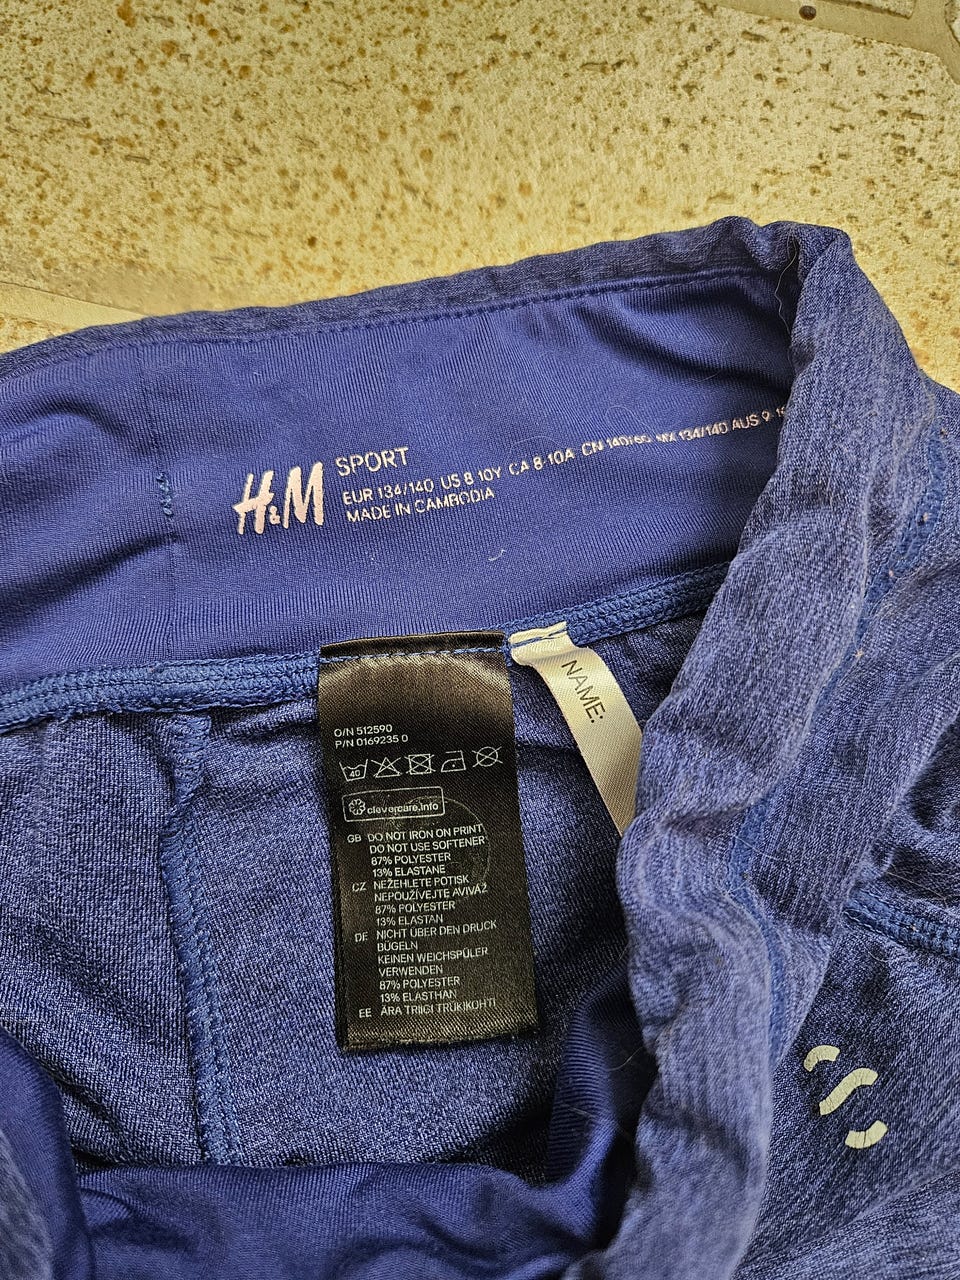 H&M
SPORT
EUR 134/140 US 8-10Y CA 8-10A CN 140/60 MX 134/140 AUS 9-
MADE IN CAMBODIA
NAME:
O/N 512590
P/N 0169235 0
40
clevercare.info
GB DO NOT IRON ON PRINT
DO NOT USE SOFTENER
87% POLYESTER
13% ELASTANE
CZ NEŽEHLETE POTISK
NEPOUŽÍVEJTE AVIVÁŽ
87% POLYESTER
13% ELASTAN
DE NICHT ÜBER DEN DRUCK
BÜGELN
KEINEN WEICHSPÜLER
VERWENDEN
87% POLYESTER
13% ELASTHAN
EE ÄRA TRIIGI TRÜKIKOHTI